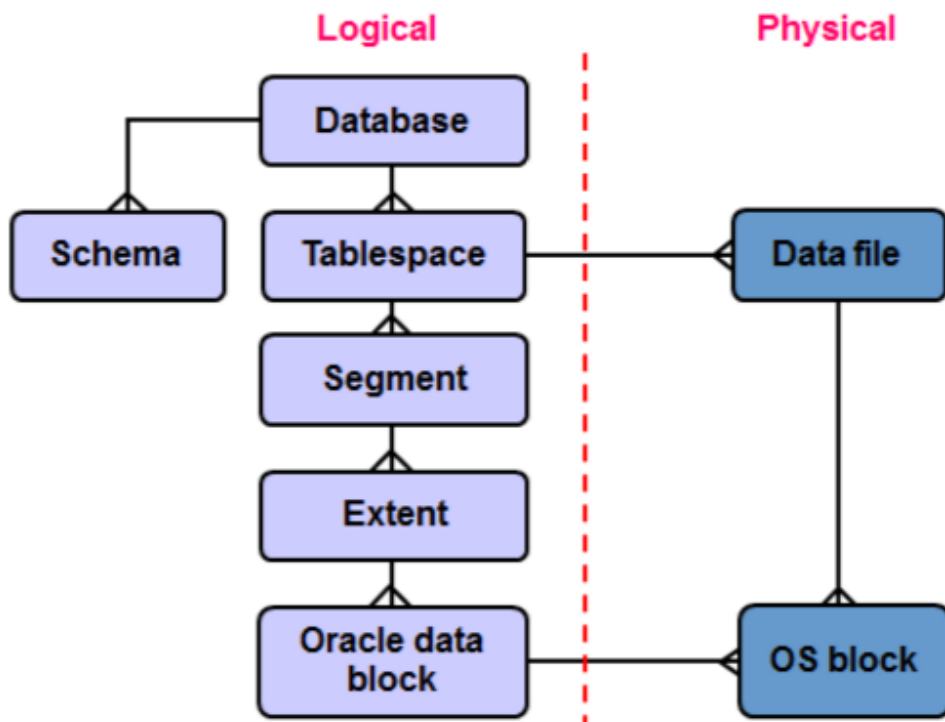 Logical
Physical
Database
Schema
Tablespace
Data file
Segment
Extent
Oracle data
block
OS block